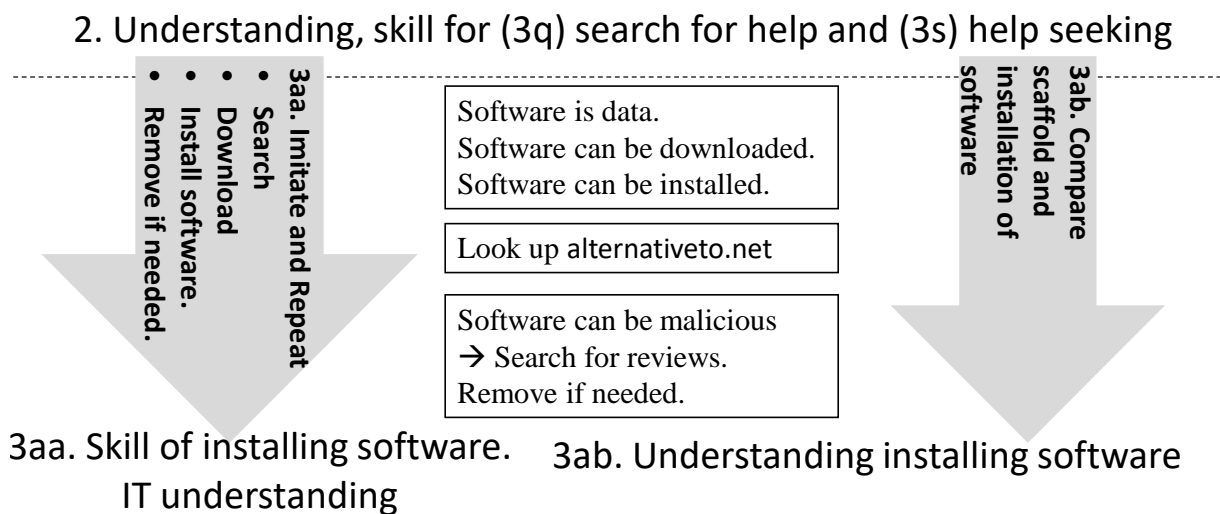 2. Understanding, skill for (3q) search for help and (3s) help seeking
3aa. Imitate and Repeat
• Search
• Download
• Install software.
• Remove if needed.
Software is data.
Software can be downloaded.
Software can be installed.
Look up alternativeto.net
Software can be malicious
→ Search for reviews.
Remove if needed.
3ab. Compare
scaffold and
installation of
software
3aa. Skill of installing software.
IT understanding
3ab. Understanding installing software